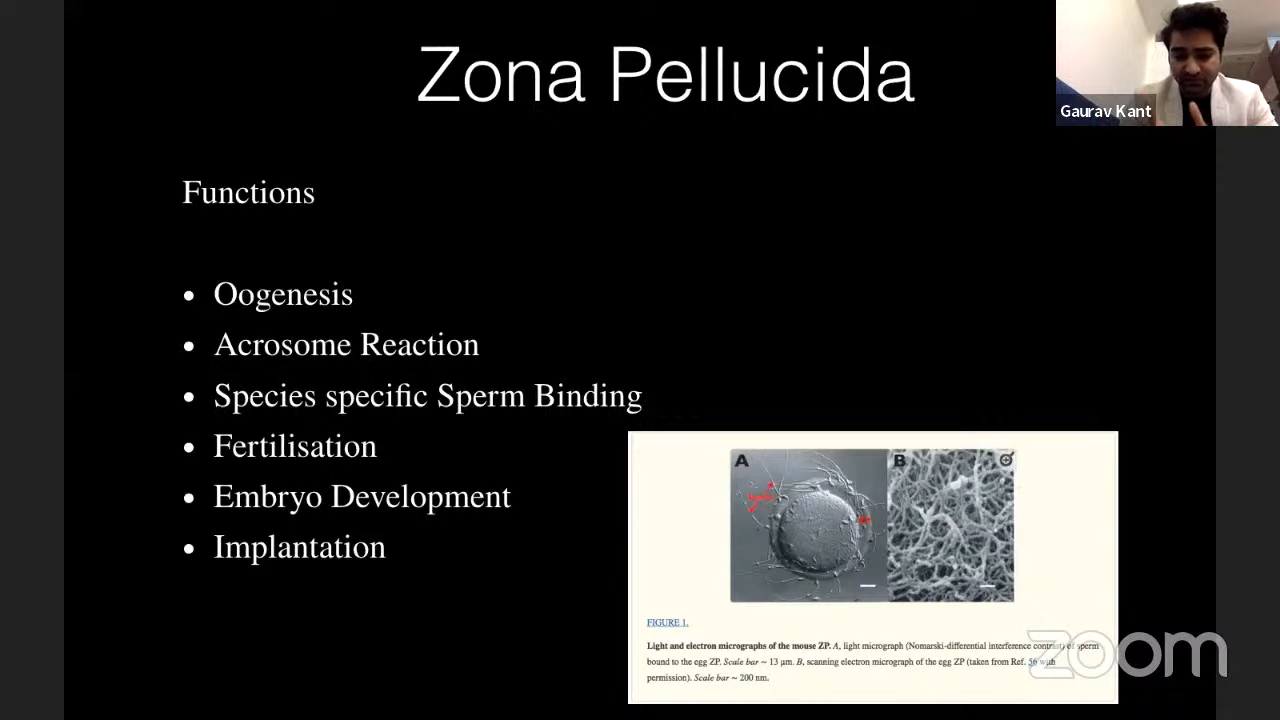 Zona Pellucida
Gaurav Kant
Functions
• Oogenesis
• Acrosome Reaction
• Species specific Sperm Binding
• Fertilisation
• Embryo Development
• Implantation
A
B
FIGURE 1.
Light and electron micrographs of the mouse ZP. A, light micrograph (Nomarski-differential interference contrast) of sperm
bound to the egg ZP. Scale bar ~ 13 μm. B, scanning electron micrograph of the egg ZP (taken from Ref. 56 with
permission). Scale bar ~ 200 nm.
zoom